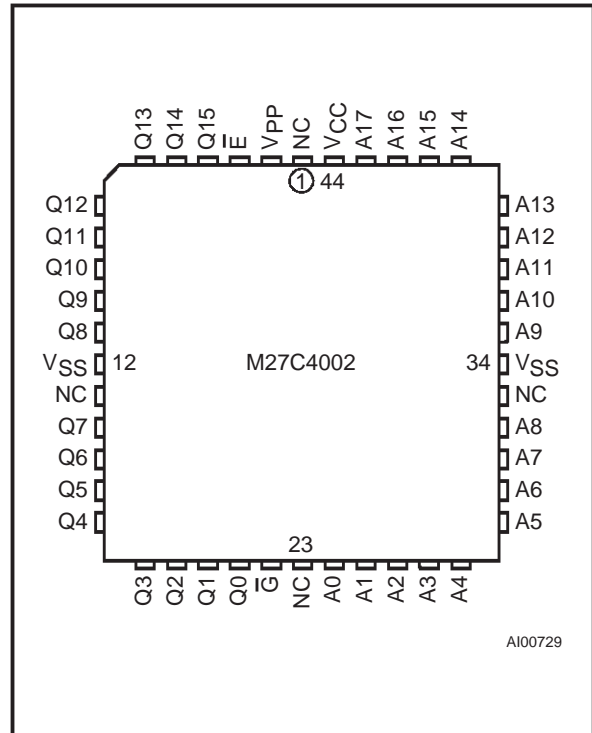 Q13 Q14 Q15 E̅ VPP NC VCC A17 A16 A15 A14
1 44
Q12 A13
Q11 A12
Q10 A11
Q9 A10
Q8 A9
VSS 12 M27C4002 34 VSS
NC NC
Q7 A8
Q6 A7
Q5 A6
Q4 A5
23
Q3 Q2 Q1 Q0 G̅ NC A0 A1 A2 A3 A4
AI00729